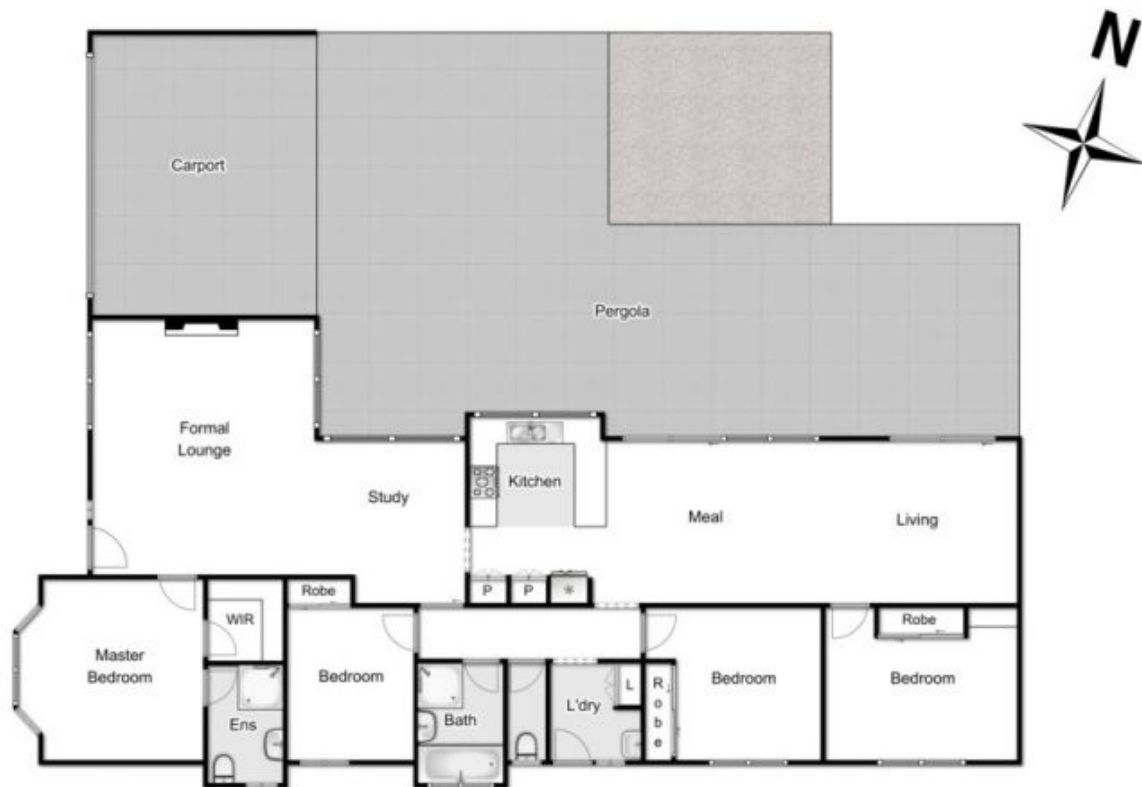 N
Carport
Pergola
Formal
Lounge
Study
Kitchen
Meal
Living
P
P
*
Robe
WIR
Robe
Master
Bedroom
Bedroom
R
o
b
e
Bedroom
Bedroom
L
Ens
Bath
L'dry